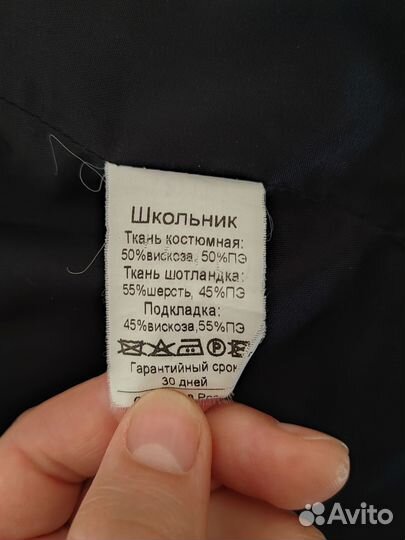 Школьник
Ткань костюмная:
50%вискоза, 50%ПЭ
Ткань шотландка:
55%шерсть, 45%ПЭ
Подкладка:
45%вискоза,55%ПЭ
Гарантийный срок
30 дней
Avito